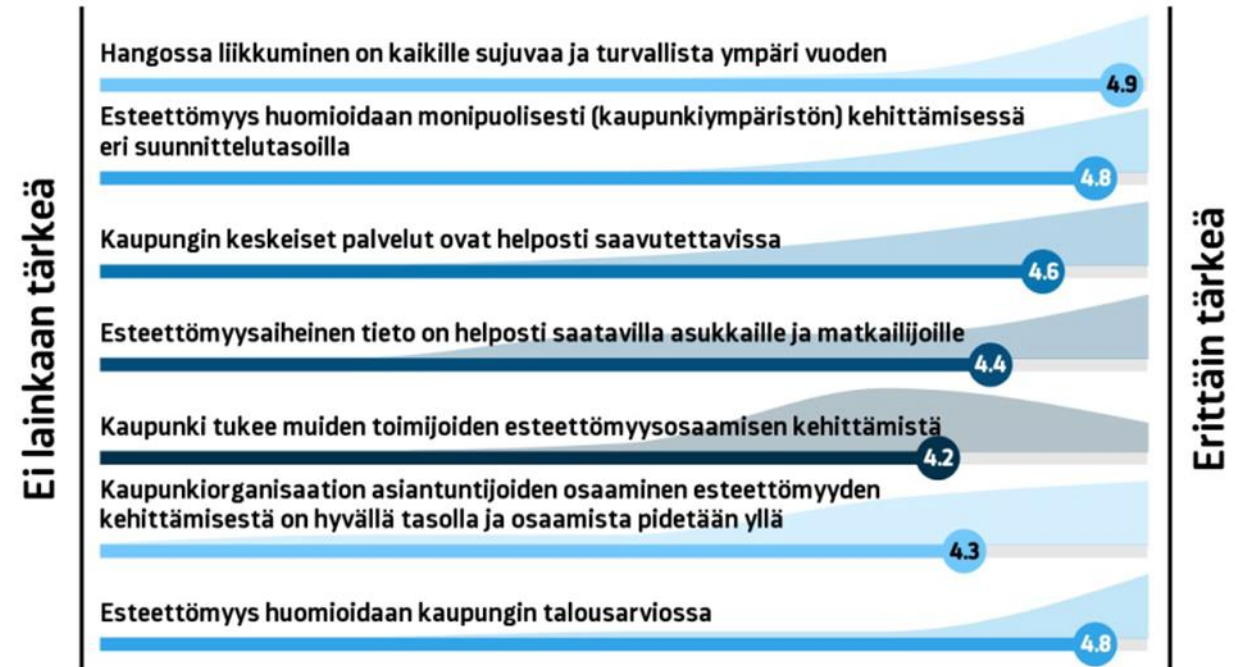 Ei lainkaan tärkeä
Hangossa liikkuminen on kaikille sujuvaa ja turvallista ympäri vuoden
4.9
Esteettömyys huomioidaan monipuolisesti (kaupunkiympäristön) kehittämisessä
eri suunnittelutasoilla
4.8
Kaupungin keskeiset palvelut ovat helposti saavutettavissa
4.6
Esteettömyysaiheinen tieto on helposti saatavilla asukkaille ja matkailijoille
4.4
Kaupunki tukee muiden toimijoiden esteettömyysosaamisen kehittämistä
4.2
Kaupunkiorganisaation asiantuntijoiden osaaminen esteettömyyden
kehittämisestä on hyvällä tasolla ja osaamista pidetään yllä
4.3
Esteettömyys huomioidaan kaupungin talousarviossa
4.8
Erittäin tärkeä